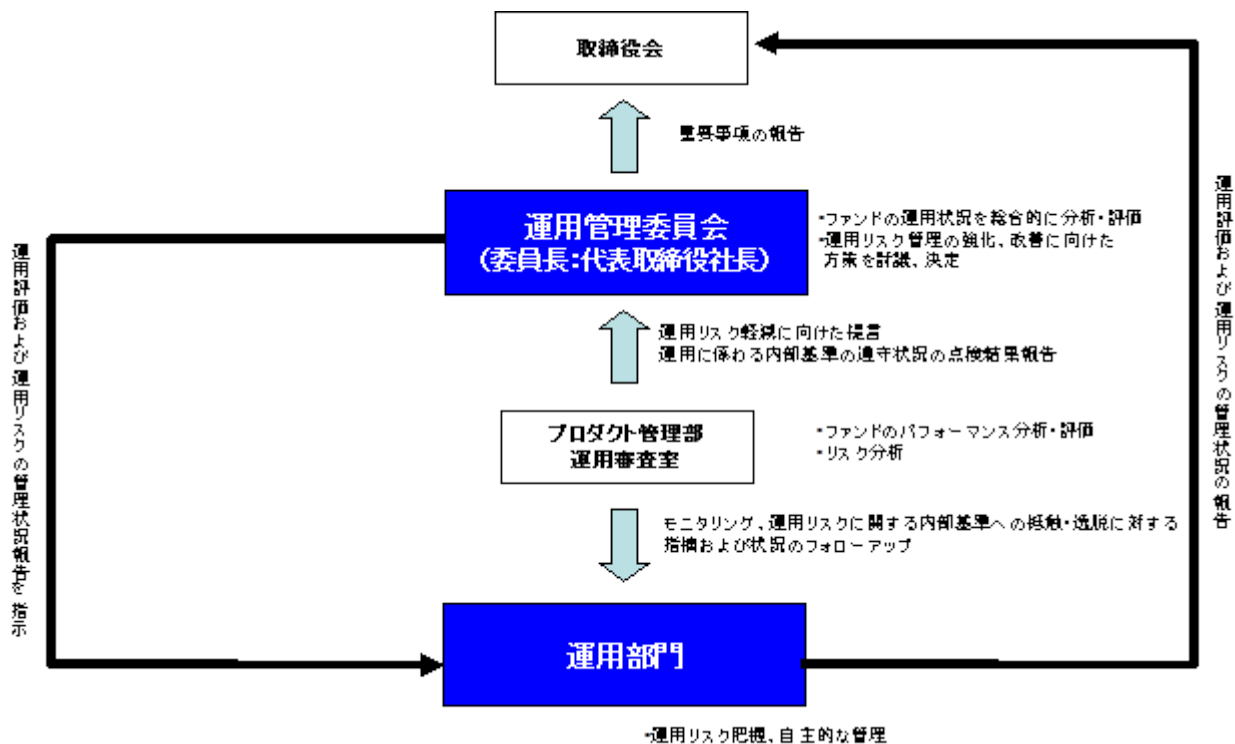 取締役会
重要事項の報告
運用管理委員会
(委員長:代表取締役社長)
・ファンドの運用状況を総合的に分析・評価
・運用リスク管理の強化、改善に向けた
方策を討議、決定
運用リスク軽減に向けた提言
運用に係わる内部基準の遵守状況の点検結果報告
プロダクト管理部
運用審査室
・ファンドのパフォーマンス分析・評価
・リスク分析
モニタリング、運用リスクに関する内部基準への抵触・逸脱に対する
指摘および状況のフォローアップ
運用部門
・運用リスク把握、自主的な管理
運用評価および運用リスクの管理状況報告を指示
運用評価および運用リスクの管理状況の報告